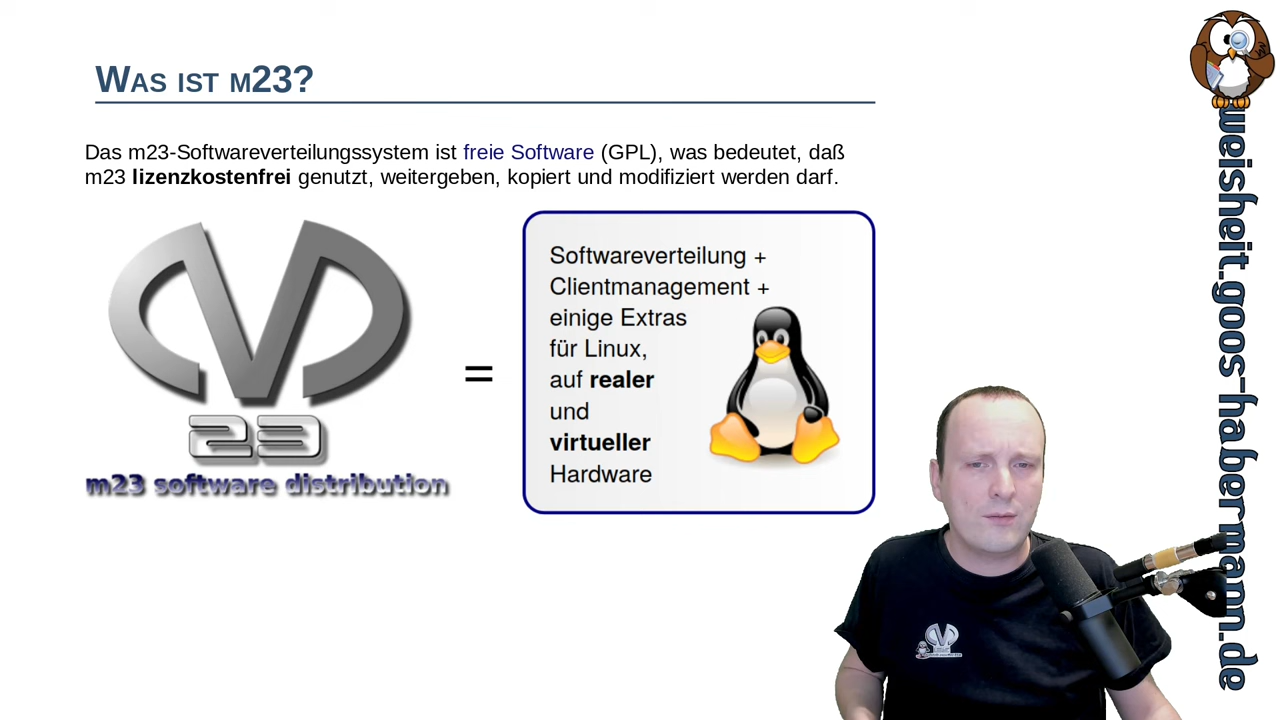 Was ist m23?
Das m23-Softwareverteilungssystem ist freie Software (GPL), was bedeutet, daß
m23 lizenzkostenfrei genutzt, weitergeben, kopiert und modifiziert werden darf.
23
m23 software distribution
=
Softwareverteilung +
Clientmanagement +
einige Extras
für Linux,
auf realer
und
virtueller
Hardware
weisheit.goos-habermann.de